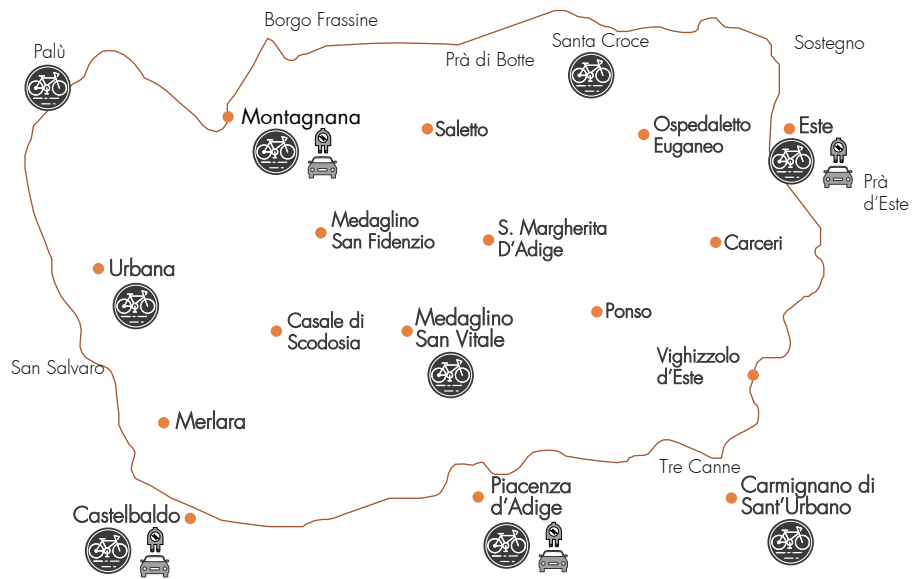 Borgo Frassine
Palù
Prà di Botte
Santa Croce
Sostegno
Montagnana
Saletto
Ospedaletto
Euganeo
Este
Prà
d'Este
Medaglino
San Fidenzio
S. Margherita
D'Adige
Carceri
Urbana
Casale di
Scodosia
Medaglino
San Vitale
Ponso
San Salvaro
Vighizzolo
d'Este
Merlara
Tre Canne
Castelbaldo
Piacenza
d'Adige
Carmignano di
Sant'Urbano